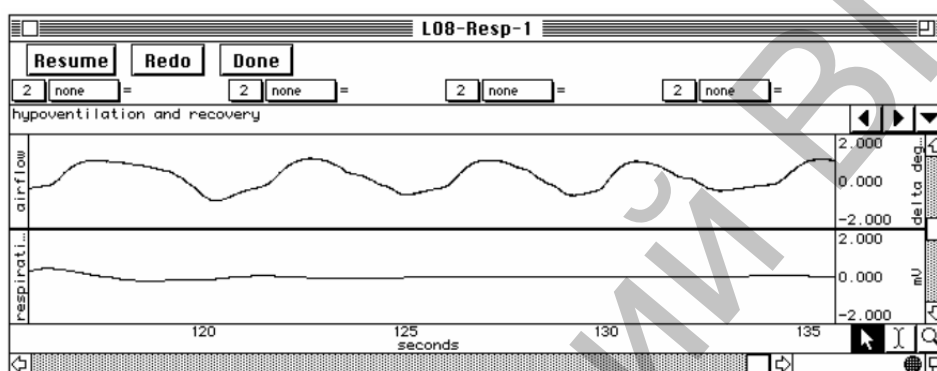 L08-Resp-1
Resume Redo Done
2 none = 2 none = 2 none = 2 none =
hypoventilation and recovery
airflow
2.000
0.000
-2.000
delta deg...
respirati...
2.000
0.000
-2.000
mV
120 125 130 135
seconds
ИЙ ВІ